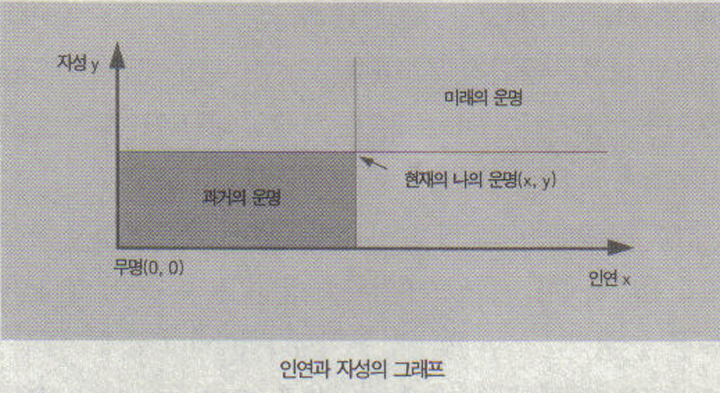 자성 y
미래의 운명
현재의 나의 운명(x, y)
과거의 운명
무명(0, 0)
인연 x
인연과 자성의 그래프